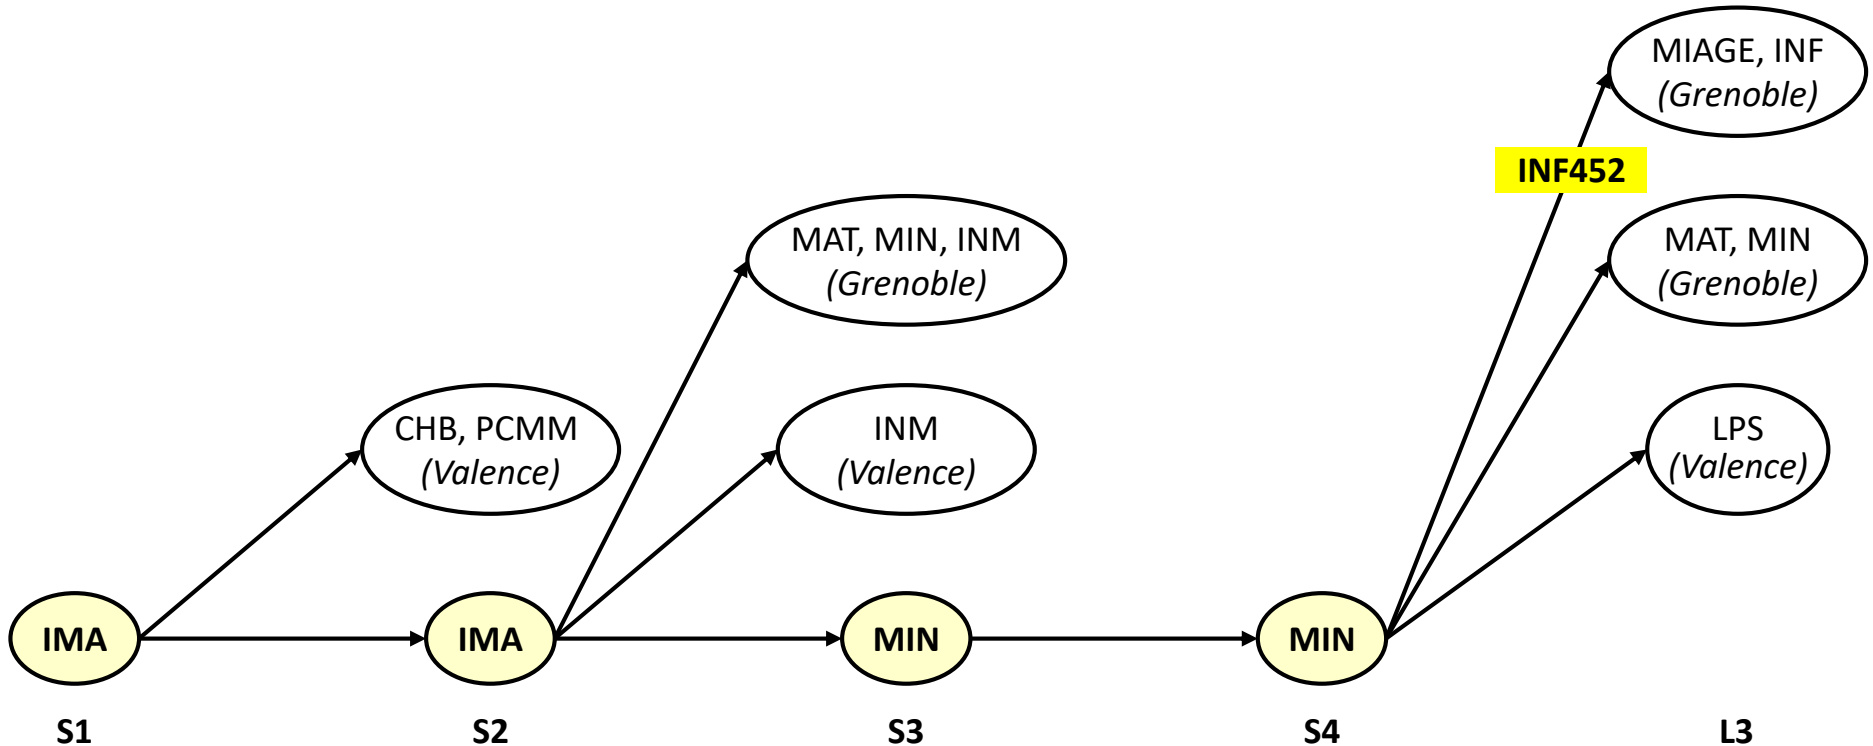 MIAGE, INF
(Grenoble)
INF452
MAT, MIN, INM
(Grenoble)
MAT, MIN
(Grenoble)
CHB, PCMM
(Valence)
INM
(Valence)
LPS
(Valence)
IMA
IMA
MIN
MIN
S1
S2
S3
S4
L3